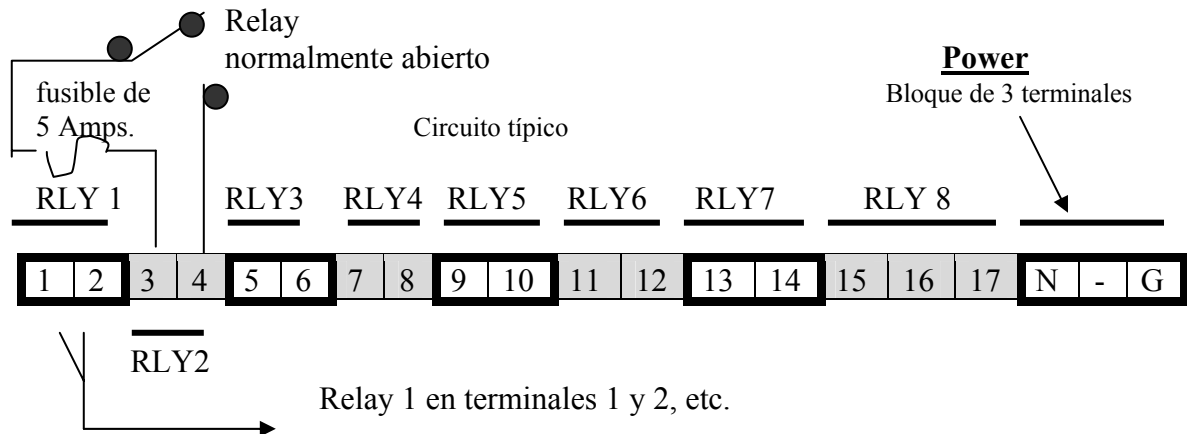 Relay
normalmente abierto
Power
fusible de
5 Amps.
Bloque de 3 terminales
Circuito típico
RLY 1 RLY3 RLY4 RLY5 RLY6 RLY7 RLY 8
1 2 3 4 5 6 7 8 9 10 11 12 13 14 15 16 17 N - G
RLY2
Relay 1 en terminales 1 y 2, etc.